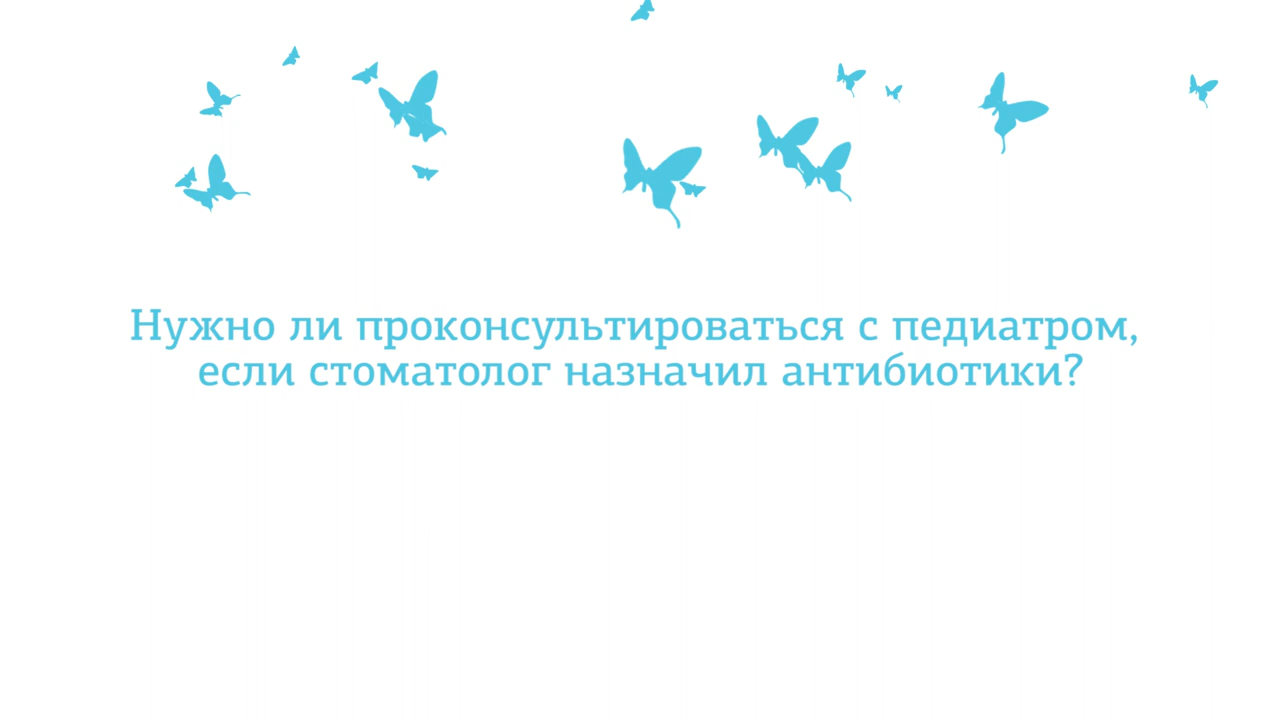 Нужно ли проконсультироваться с педиатром,
если стоматолог назначил антибиотики?